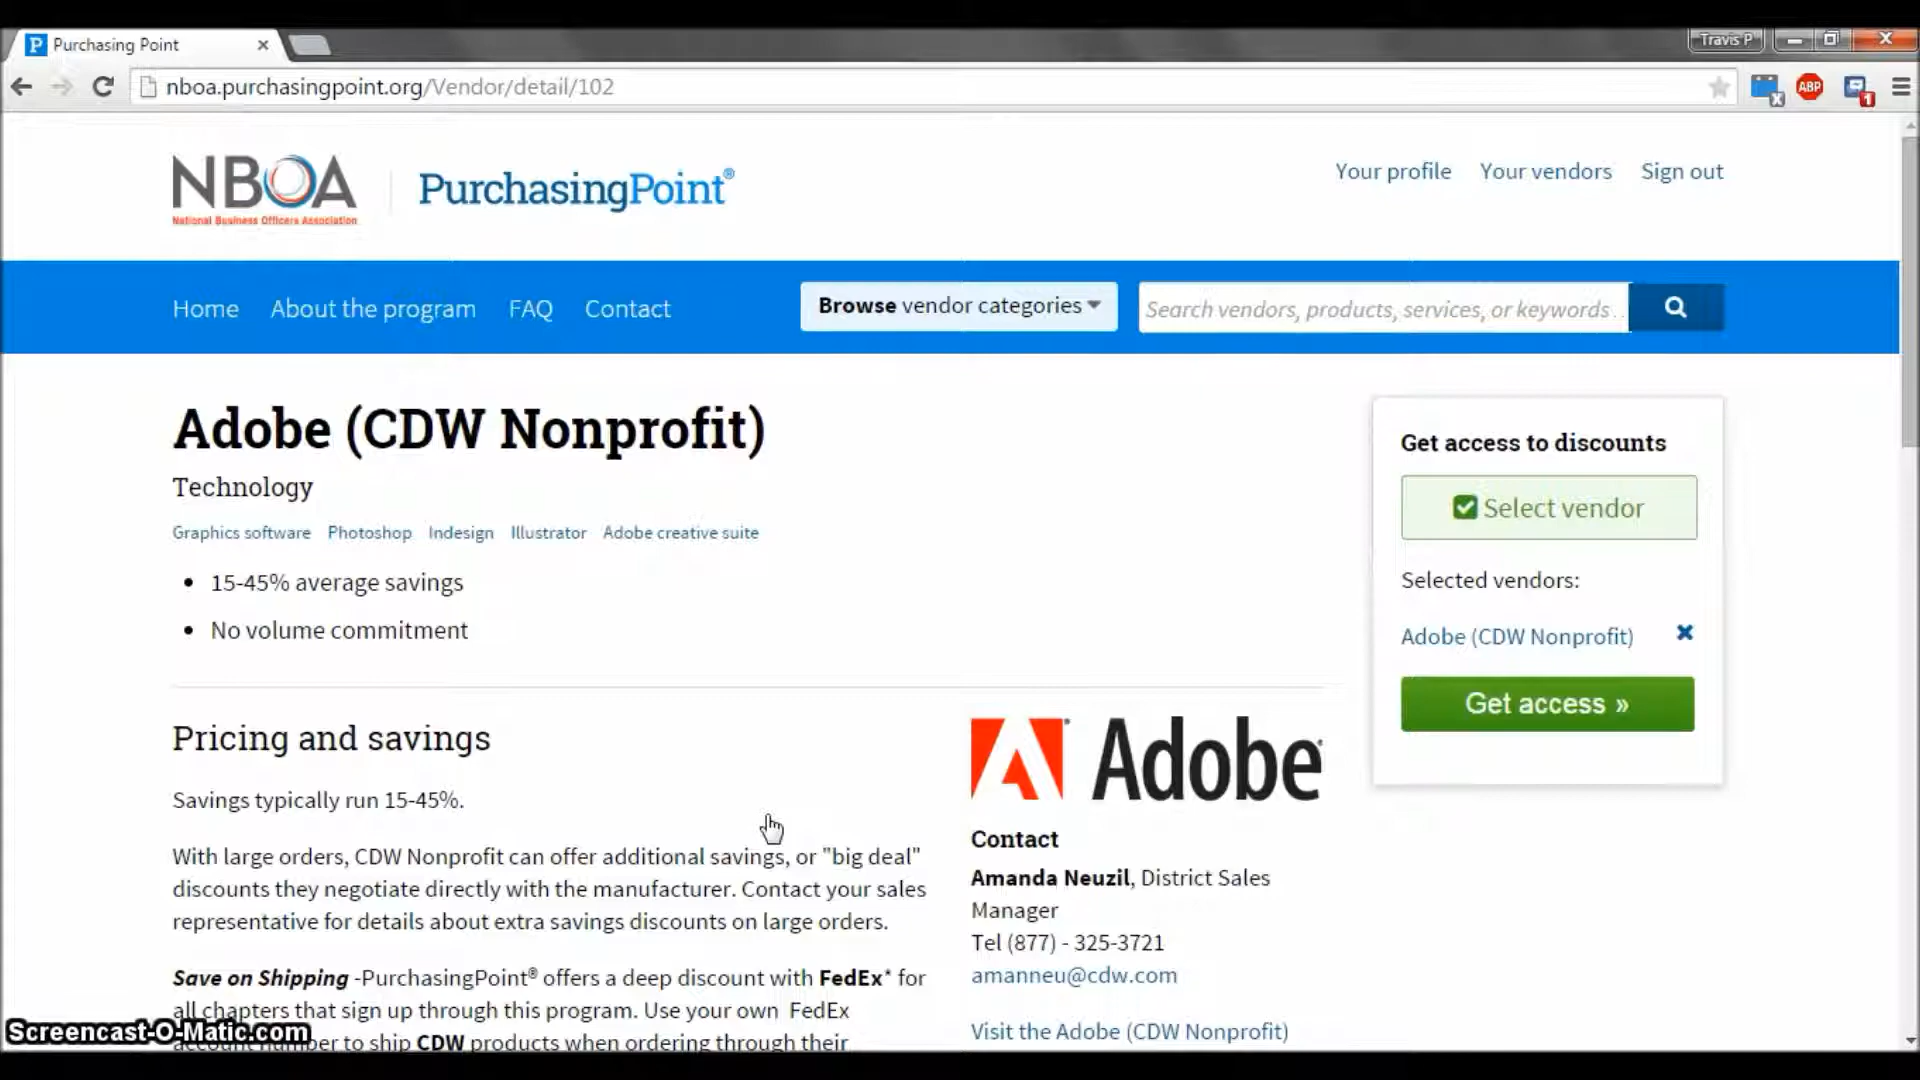 Purchasing Point
Travis P
nboa.purchasingpoint.org/Vendor/detail/102
ABP
1
NBOA
National Business Officers Association
PurchasingPoint®
Your profile Your vendors Sign out
Home About the program FAQ Contact
Browse vendor categories
Search vendors, products, services, or keywords...
Adobe (CDW Nonprofit)
Technology
Graphics software Photoshop Indesign Illustrator Adobe creative suite
• 15-45% average savings
• No volume commitment
Get access to discounts
Select vendor
Selected vendors:
Adobe (CDW Nonprofit)
Get access »
Pricing and savings
Savings typically run 15-45%.
With large orders, CDW Nonprofit can offer additional savings, or "big deal"
discounts they negotiate directly with the manufacturer. Contact your sales
representative for details about extra savings discounts on large orders.
Save on Shipping -PurchasingPoint® offers a deep discount with FedEx* for
all chapters that sign up through this program. Use your own FedEx
account number to ship CDW products when ordering through their
Adobe
Contact
Amanda Neuzil, District Sales
Manager
Tel (877) - 325-3721
amanneu@cdw.com
Visit the Adobe (CDW Nonprofit)
Screencast-O-Matic.com